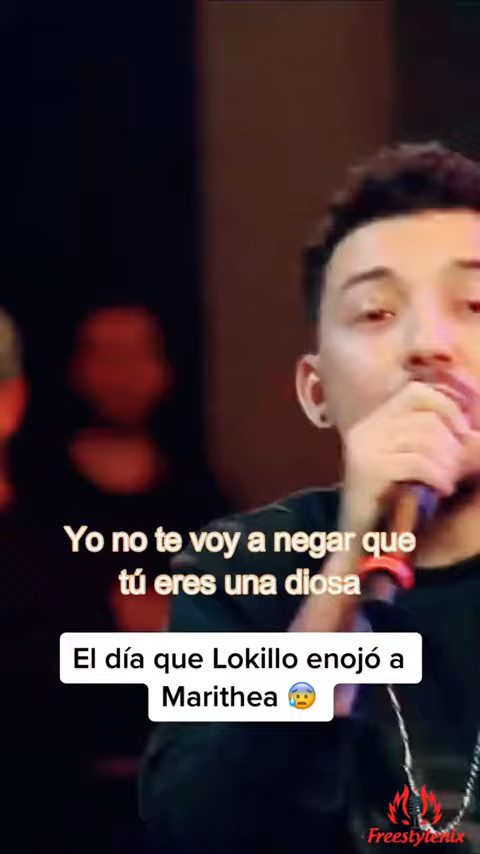 Yo no te voy a negar que
tú eres una diosa
El día que Lokillo enojó a
Marithea 😰
Freestylenix